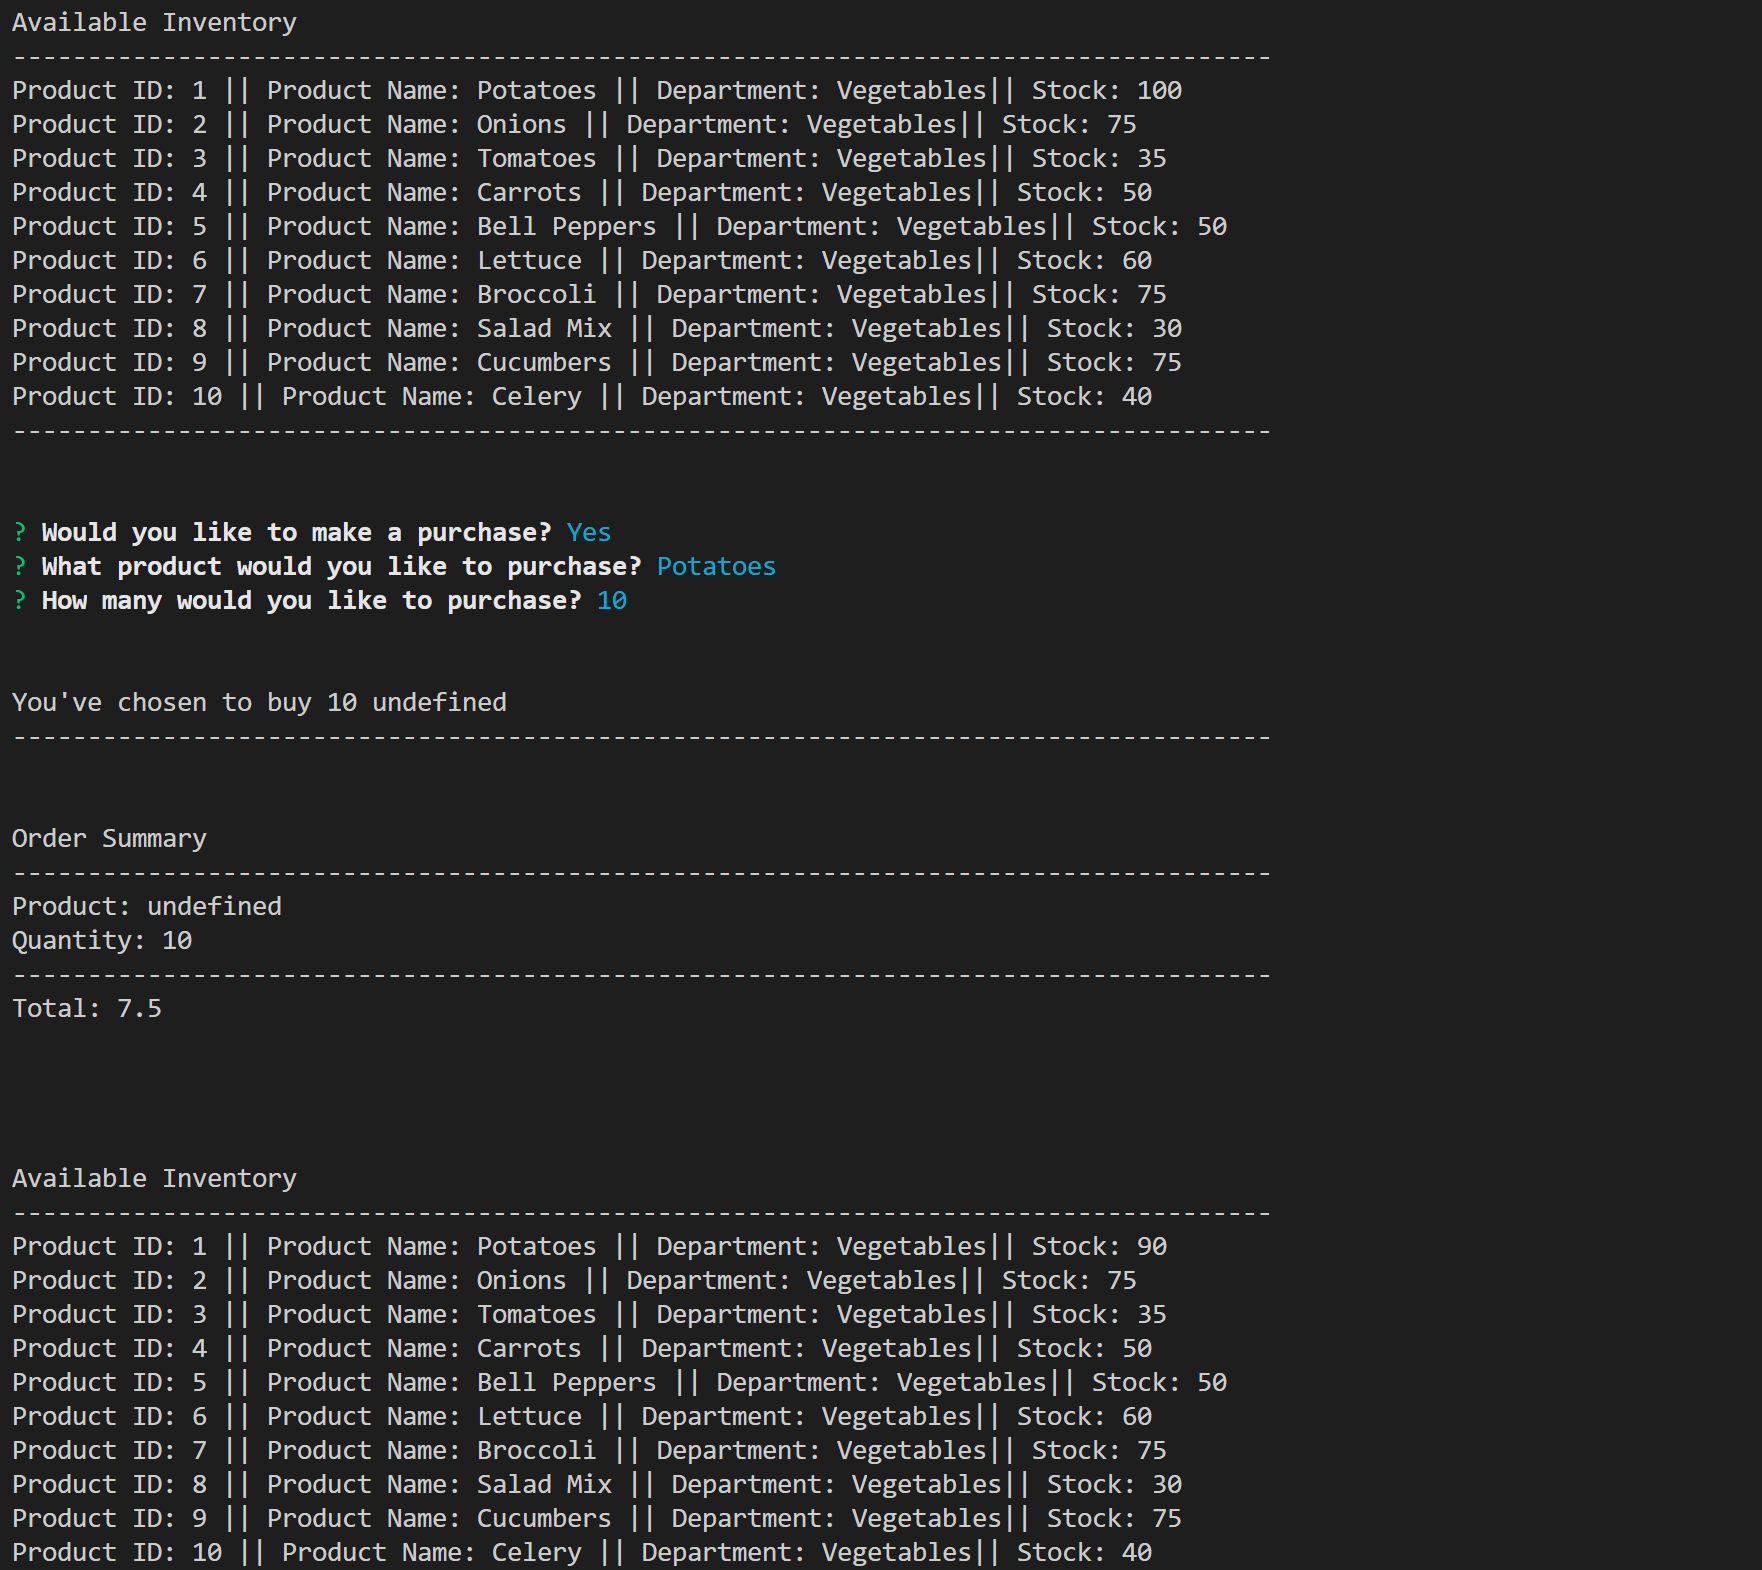 Available Inventory
------------------------------------------------------------------------------------
Product ID: 1 || Product Name: Potatoes || Department: Vegetables|| Stock: 100
Product ID: 2 || Product Name: Onions || Department: Vegetables|| Stock: 75
Product ID: 3 || Product Name: Tomatoes || Department: Vegetables|| Stock: 35
Product ID: 4 || Product Name: Carrots || Department: Vegetables|| Stock: 50
Product ID: 5 || Product Name: Bell Peppers || Department: Vegetables|| Stock: 50
Product ID: 6 || Product Name: Lettuce || Department: Vegetables|| Stock: 60
Product ID: 7 || Product Name: Broccoli || Department: Vegetables|| Stock: 75
Product ID: 8 || Product Name: Salad Mix || Department: Vegetables|| Stock: 30
Product ID: 9 || Product Name: Cucumbers || Department: Vegetables|| Stock: 75
Product ID: 10 || Product Name: Celery || Department: Vegetables|| Stock: 40
------------------------------------------------------------------------------------
? Would you like to make a purchase? Yes
? What product would you like to purchase? Potatoes
? How many would you like to purchase? 10
You've chosen to buy 10 undefined
------------------------------------------------------------------------------------
Order Summary
------------------------------------------------------------------------------------
Product: undefined
Quantity: 10
------------------------------------------------------------------------------------
Total: 7.5
Available Inventory
------------------------------------------------------------------------------------
Product ID: 1 || Product Name: Potatoes || Department: Vegetables|| Stock: 90
Product ID: 2 || Product Name: Onions || Department: Vegetables|| Stock: 75
Product ID: 3 || Product Name: Tomatoes || Department: Vegetables|| Stock: 35
Product ID: 4 || Product Name: Carrots || Department: Vegetables|| Stock: 50
Product ID: 5 || Product Name: Bell Peppers || Department: Vegetables|| Stock: 50
Product ID: 6 || Product Name: Lettuce || Department: Vegetables|| Stock: 60
Product ID: 7 || Product Name: Broccoli || Department: Vegetables|| Stock: 75
Product ID: 8 || Product Name: Salad Mix || Department: Vegetables|| Stock: 30
Product ID: 9 || Product Name: Cucumbers || Department: Vegetables|| Stock: 75
Product ID: 10 || Product Name: Celery || Department: Vegetables|| Stock: 40